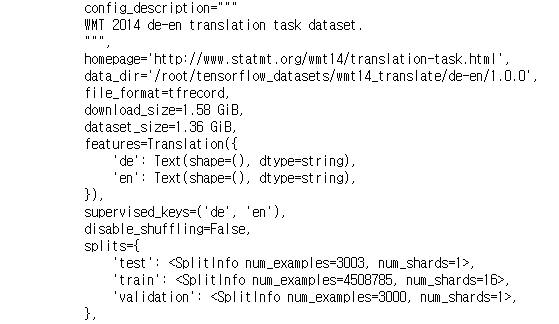 config_description="""
WMT 2014 de-en translation task dataset.
""",
homepage='http://www.statmt.org/wmt14/translation-task.html',
data_dir='/root/tensorflow_datasets/wmt14_translate/de-en/1.0.0',
file_format=tfrecord,
download_size=1.58 GiB,
dataset_size=1.36 GiB,
features=Translation({
    'de': Text(shape=(), dtype=string),
    'en': Text(shape=(), dtype=string),
}),
supervised_keys=('de', 'en'),
disable_shuffling=False,
splits={
    'test': <SplitInfo num_examples=3003, num_shards=1>,
    'train': <SplitInfo num_examples=4508785, num_shards=16>,
    'validation': <SplitInfo num_examples=3000, num_shards=1>,
},